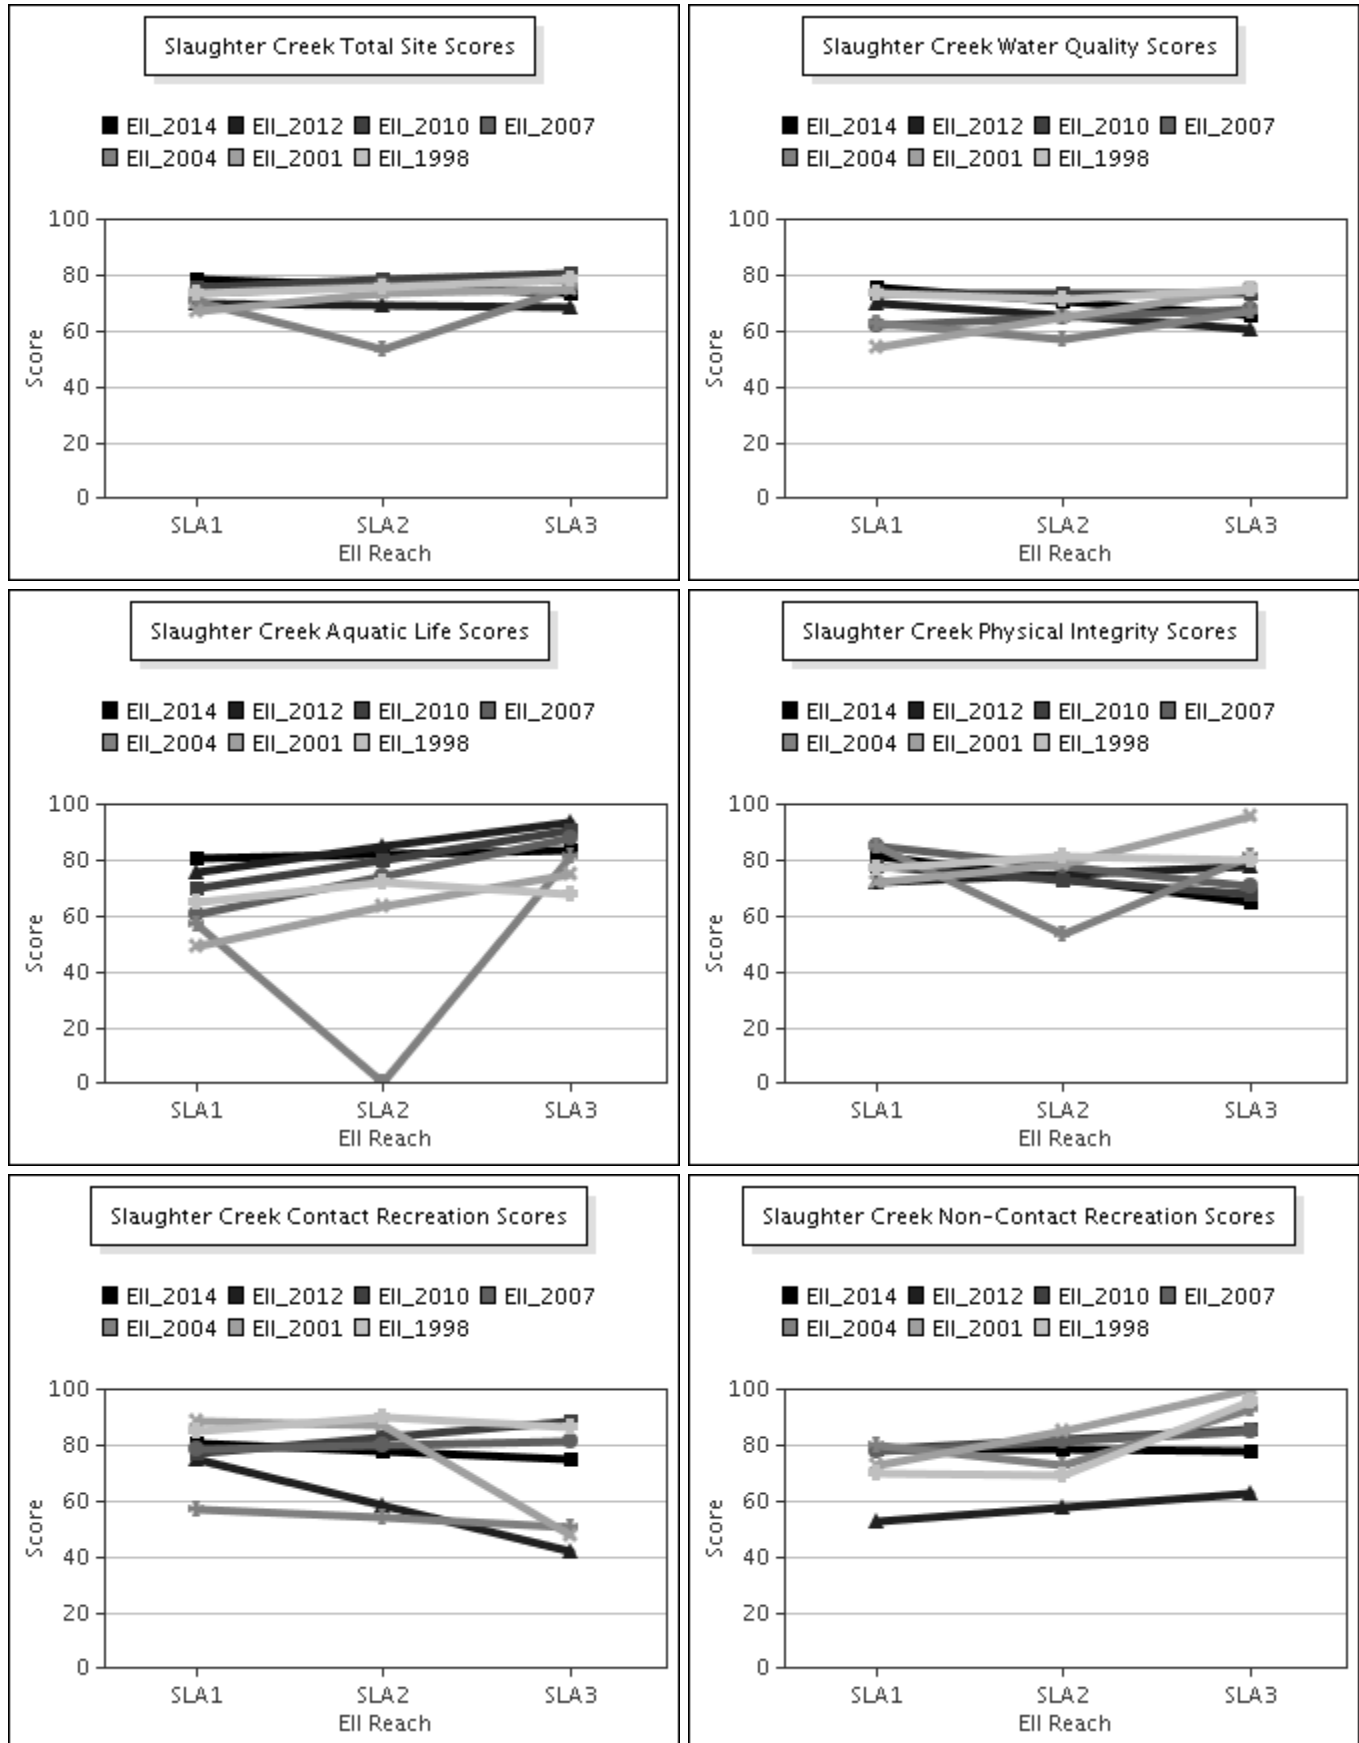 Slaughter Creek Total Site Scores
EII_2014 EII_2012 EII_2010 EII_2007
EII_2004 EII_2001 EII_1998
100
80
60
40
20
0
Score
SLA1 SLA2 SLA3
EII Reach
Slaughter Creek Water Quality Scores
EII_2014 EII_2012 EII_2010 EII_2007
EII_2004 EII_2001 EII_1998
100
80
60
40
20
0
Score
SLA1 SLA2 SLA3
EII Reach
Slaughter Creek Aquatic Life Scores
EII_2014 EII_2012 EII_2010 EII_2007
EII_2004 EII_2001 EII_1998
100
80
60
40
20
0
Score
SLA1 SLA2 SLA3
EII Reach
Slaughter Creek Physical Integrity Scores
EII_2014 EII_2012 EII_2010 EII_2007
EII_2004 EII_2001 EII_1998
100
80
60
40
20
0
Score
SLA1 SLA2 SLA3
EII Reach
Slaughter Creek Contact Recreation Scores
EII_2014 EII_2012 EII_2010 EII_2007
EII_2004 EII_2001 EII_1998
100
80
60
40
20
0
Score
SLA1 SLA2 SLA3
EII Reach
Slaughter Creek Non-Contact Recreation Scores
EII_2014 EII_2012 EII_2010 EII_2007
EII_2004 EII_2001 EII_1998
100
80
60
40
20
0
Score
SLA1 SLA2 SLA3
EII Reach